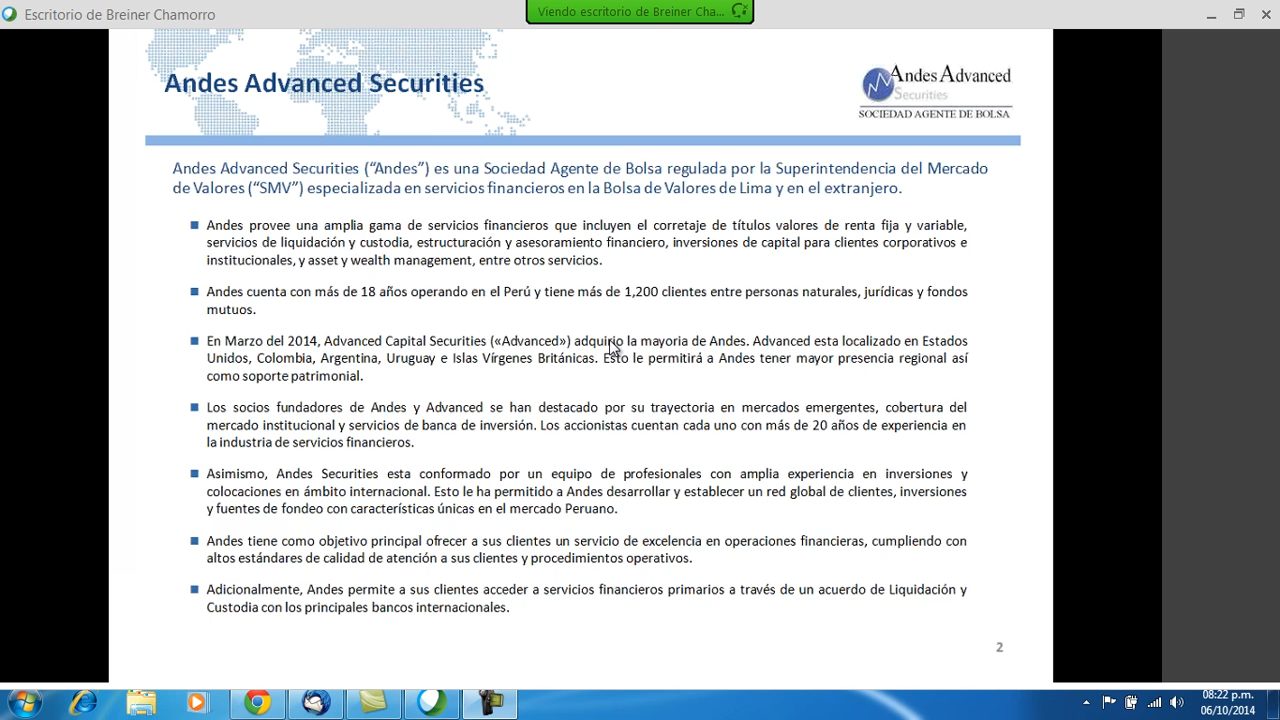 Escritorio de Breiner Chamorro
Viendo escritorio de Breiner Cha...
Andes Advanced Securities
Andes Advanced
Securities
SOCIEDAD AGENTE DE BOLSA
Andes Advanced Securities (“Andes”) es una Sociedad Agente de Bolsa regulada por la Superintendencia del Mercado
de Valores (“SMV”) especializada en servicios financieros en la Bolsa de Valores de Lima y en el extranjero.
Andes provee una amplia gama de servicios financieros que incluyen el corretaje de títulos valores de renta fija y variable,
servicios de liquidación y custodia, estructuración y asesoramiento financiero, inversiones de capital para clientes corporativos e
institucionales, y asset y wealth management, entre otros servicios.
Andes cuenta con más de 18 años operando en el Perú y tiene más de 1,200 clientes entre personas naturales, jurídicas y fondos
mutuos.
En Marzo del 2014, Advanced Capital Securities («Advanced») adquirió la mayoria de Andes. Advanced esta localizado en Estados
Unidos, Colombia, Argentina, Uruguay e Islas Vírgenes Británicas. Esto le permitirá a Andes tener mayor presencia regional así
como soporte patrimonial.
Los socios fundadores de Andes y Advanced se han destacado por su trayectoria en mercados emergentes, cobertura del
mercado institucional y servicios de banca de inversión. Los accionistas cuentan cada uno con más de 20 años de experiencia en
la industria de servicios financieros.
Asimismo, Andes Securities esta conformado por un equipo de profesionales con amplia experiencia en inversiones y
colocaciones en ámbito internacional. Esto le ha permitido a Andes desarrollar y establecer un red global de clientes, inversiones
y fuentes de fondeo con características únicas en el mercado Peruano.
Andes tiene como objetivo principal ofrecer a sus clientes un servicio de excelencia en operaciones financieras, cumpliendo con
altos estándares de calidad de atención a sus clientes y procedimientos operativos.
Adicionalmente, Andes permite a sus clientes acceder a servicios financieros primarios a través de un acuerdo de Liquidación y
Custodia con los principales bancos internacionales.
2
08:22 p.m.
06/10/2014